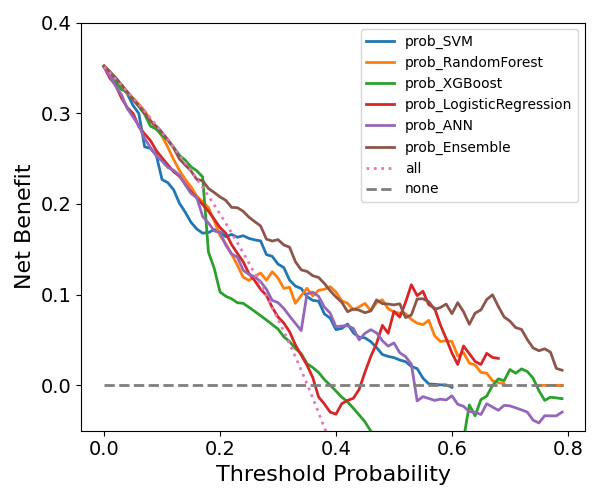 0.4
0.3
0.2
0.1
0.0
Net Benefit
prob_SVM
prob_RandomForest
prob_XGBoost
prob_LogisticRegression
prob_ANN
prob_Ensemble
all
none
0.0 0.2 0.4 0.6 0.8
Threshold Probability